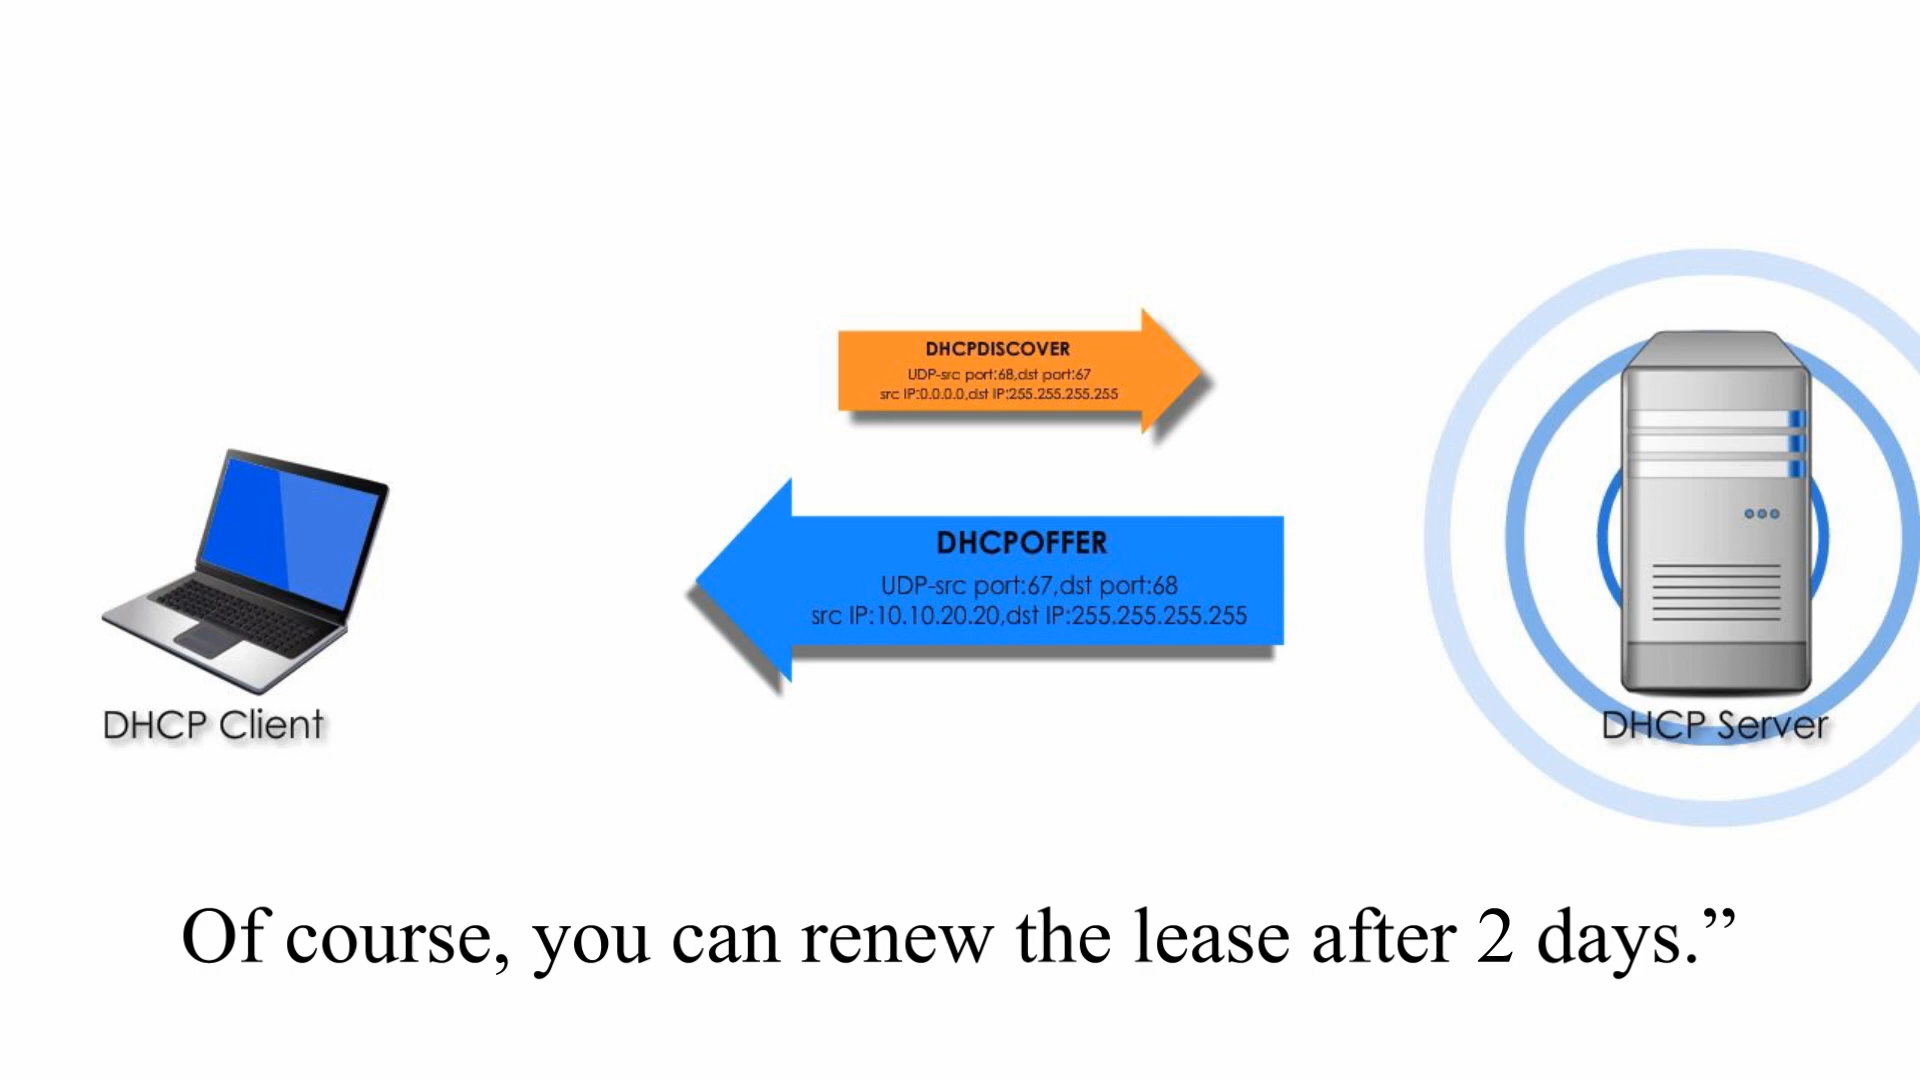 DHCPDISCOVER
UDP-src port:68,dst port:67
src IP:0.0.0.0,dst IP:255.255.255.255
DHCPOFFER
UDP-src port:67,dst port:68
src IP:10.10.20.20,dst IP:255.255.255.255
DHCP Client
DHCP Server
Of course, you can renew the lease after 2 days.”